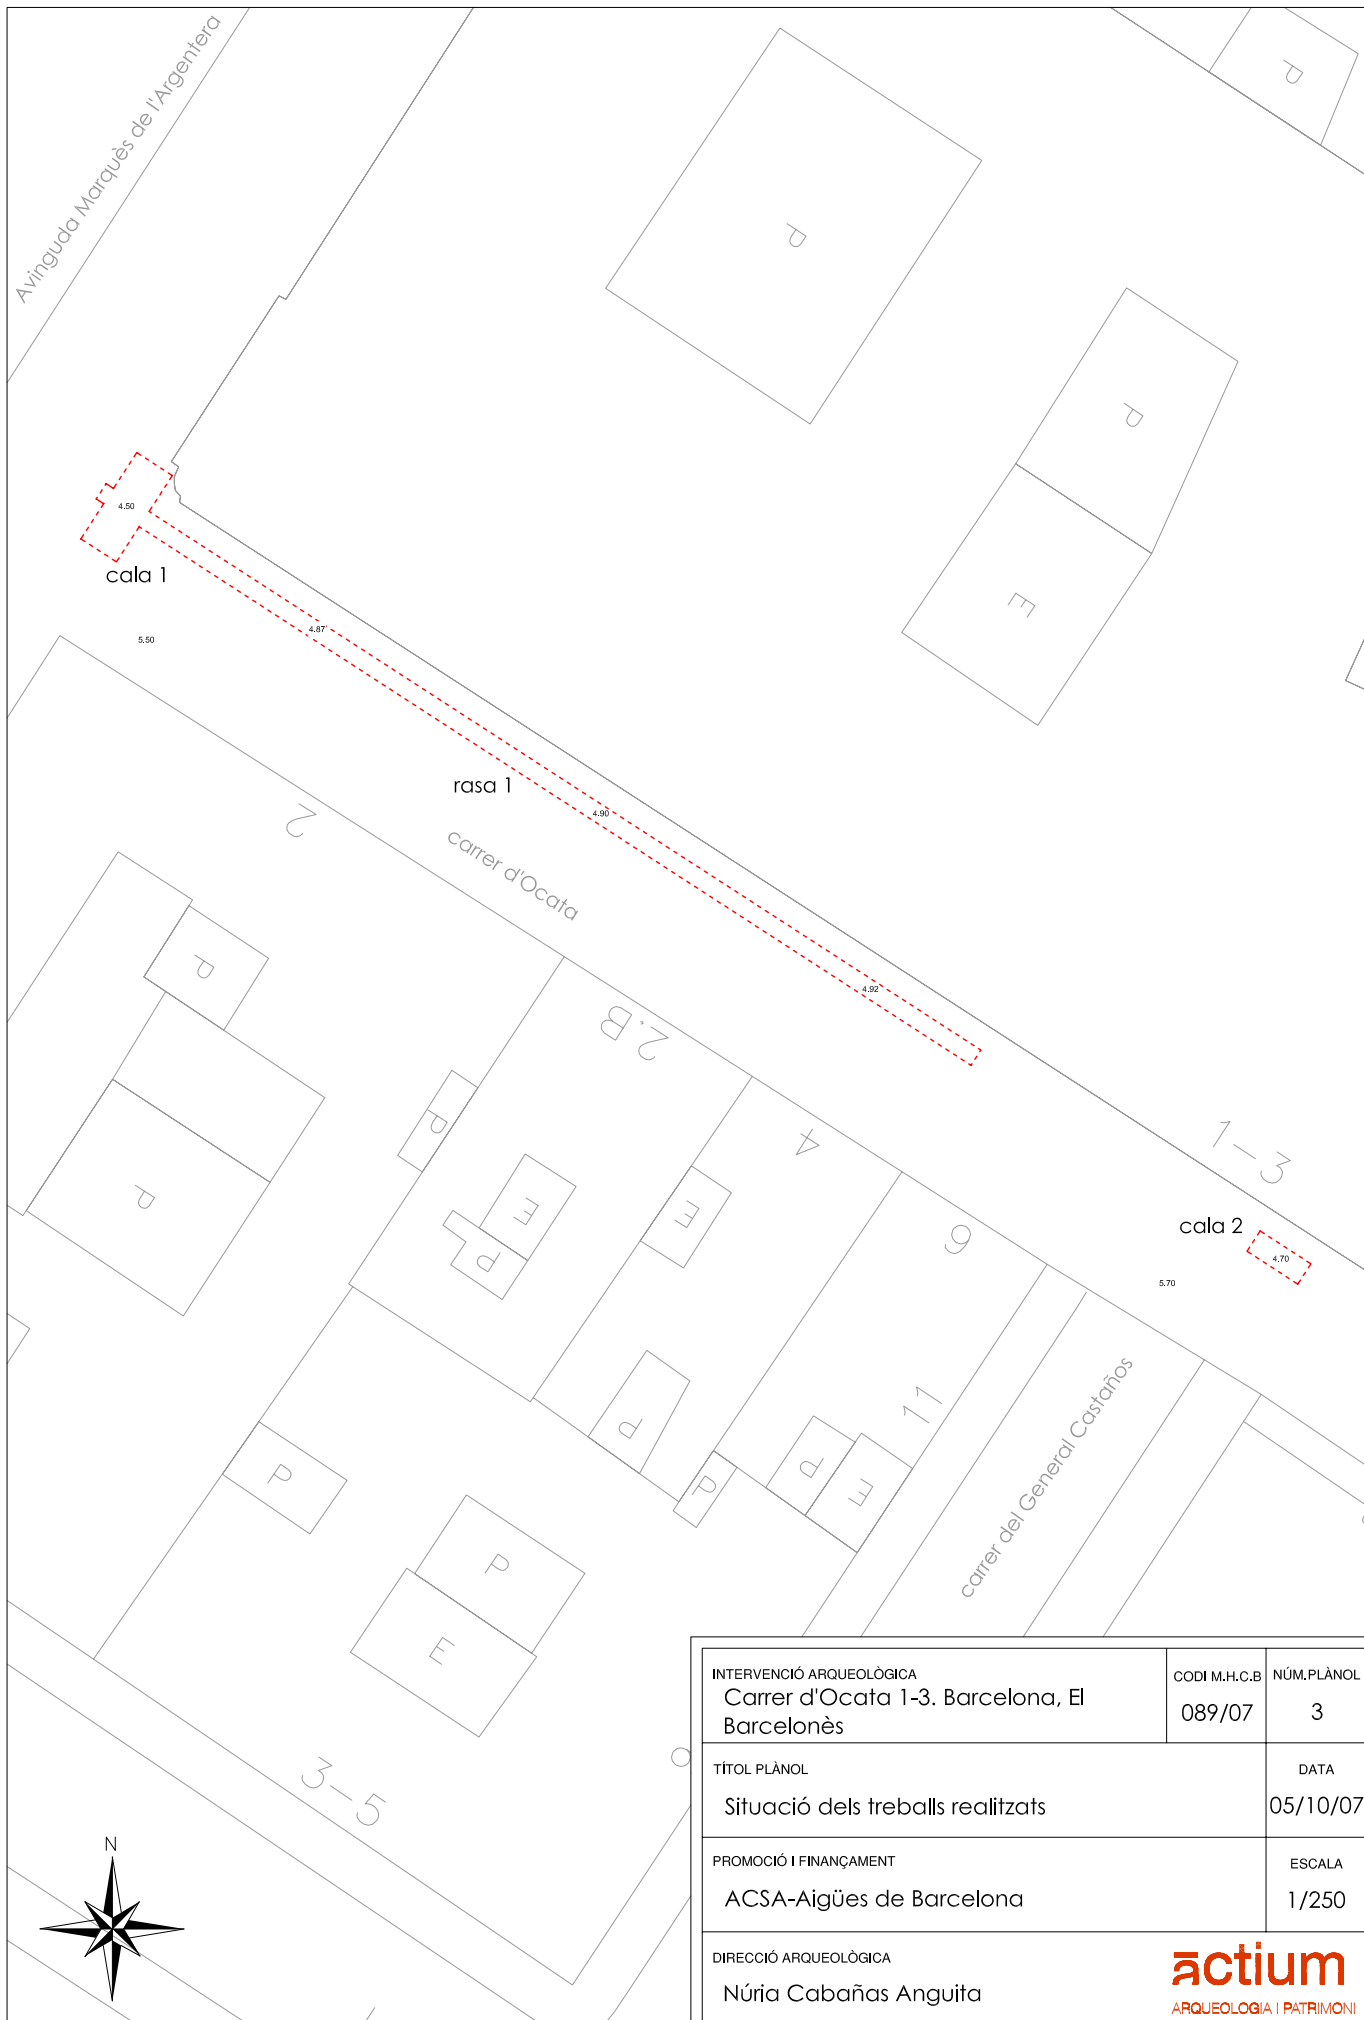 P
Avinguda Marquès de l'Argentera
P
P
4.50
cala 1
E
4.87
5.50
rasa 1
4.90
2
carrer d'Ocata
P
4.92
2.B
P
4
1-3
P
E
E
cala 2
6
4.70
P
5.70
P
11
carrer del General Castaños
P
P
P
E
P
E
3-5
9
N
INTERVENCIÓ ARQUEOLÒGICA
Carrer d'Ocata 1-3. Barcelona, El
Barcelonès
CODI M.H.C.B
089/07
NÚM.PLÀNOL
3
TÍTOL PLÀNOL
Situació dels treballs realitzats
DATA
05/10/07
PROMOCIÓ I FINANÇAMENT
ACSA-Aigües de Barcelona
ESCALA
1/250
DIRECCIÓ ARQUEOLÒGICA
Núria Cabañas Anguita
actium
ARQUEOLOGIA I PATRIMONI